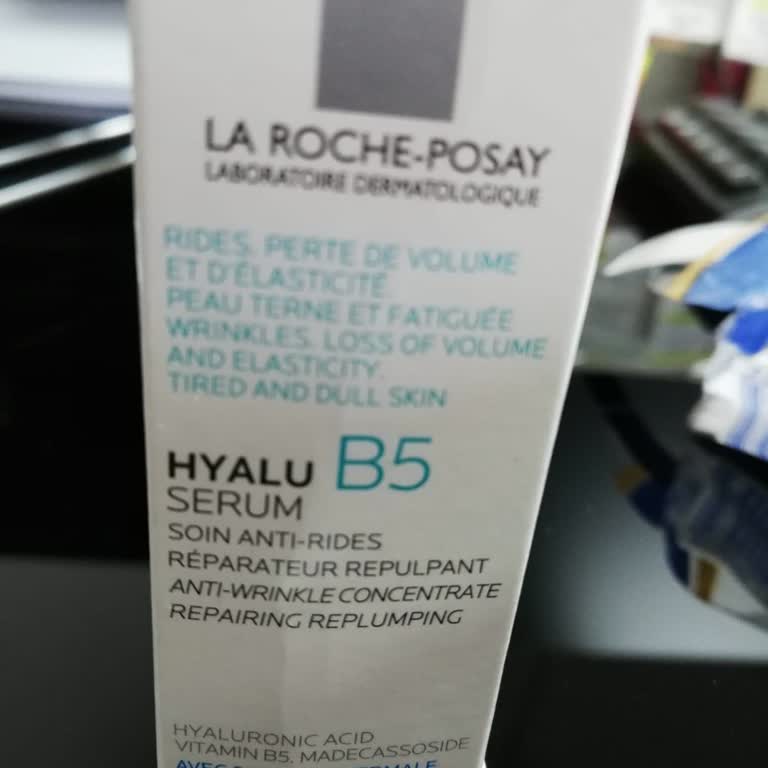 LA ROCHE-POSAY
LABORATOIRE DERMATOLOGIQUE
RIDES, PERTE DE VOLUME
ET D'ÉLASTICITÉ.
PEAU TERNE ET FATIGUÉE
WRINKLES, LOSS OF VOLUME
AND ELASTICITY.
TIRED AND DULL SKIN
HYALU B5
SERUM
SOIN ANTI-RIDES
RÉPARATEUR REPULPANT
ANTI-WRINKLE CONCENTRATE
REPAIRING REPLUMPING
HYALURONIC ACID
VITAMIN B5, MADECASSOSIDE
AVEC